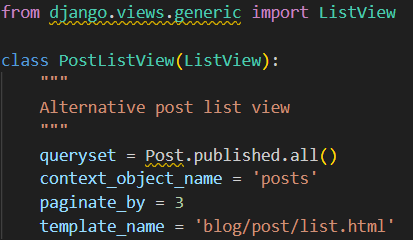 from django.views.generic import ListView
class PostListView(ListView):
    """
    Alternative post list view
    """
    queryset = Post.published.all()
    context_object_name = 'posts'
    paginate_by = 3
    template_name = 'blog/post/list.html'